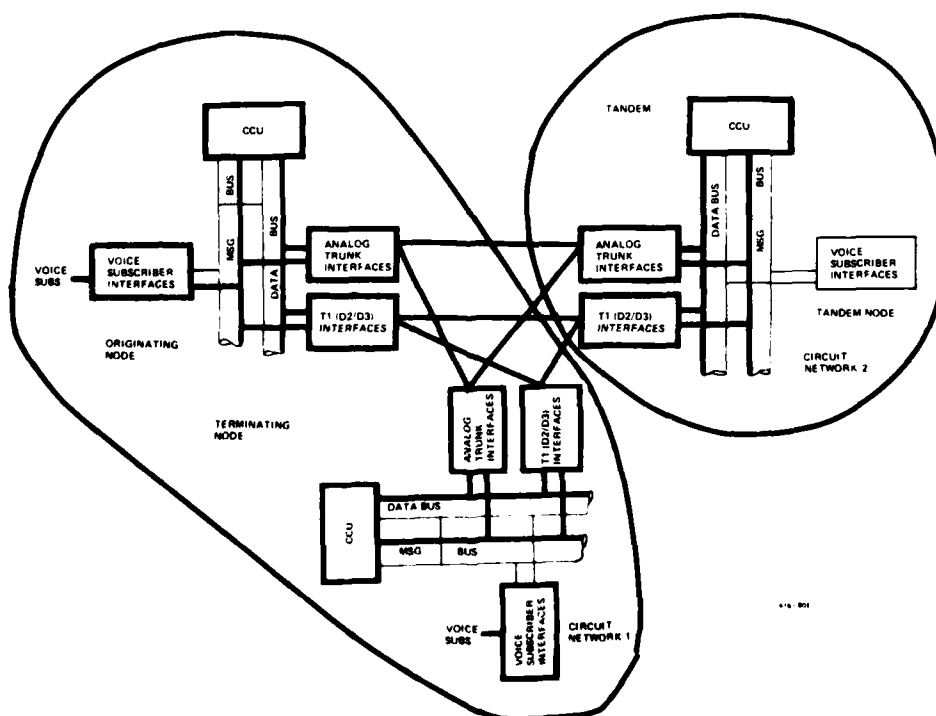 TANDEM
CCU
CCU
BUS
MSG
BUS
DATA
DATA BUS
BUS
MSG
VOICE
SUBS
VOICE
SUBSCRIBER
INTERFACES
ANALOG
TRUNK
INTERFACES
ANALOG
TRUNK
INTERFACES
VOICE
SUBSCRIBER
INTERFACES
T1 (D2/D3)
INTERFACES
T1 (D2/D3)
INTERFACES
TANDEM NODE
ORIGINATING
NODE
CIRCUIT
NETWORK 2
TERMINATING
NODE
ANALOG
TRUNK
INTERFACES
T1 (D2/D3)
INTERFACES
CCU
DATA BUS
MSG BUS
VOICE
SUBS
VOICE
SUBSCRIBER
INTERFACES
CIRCUIT
NETWORK 1